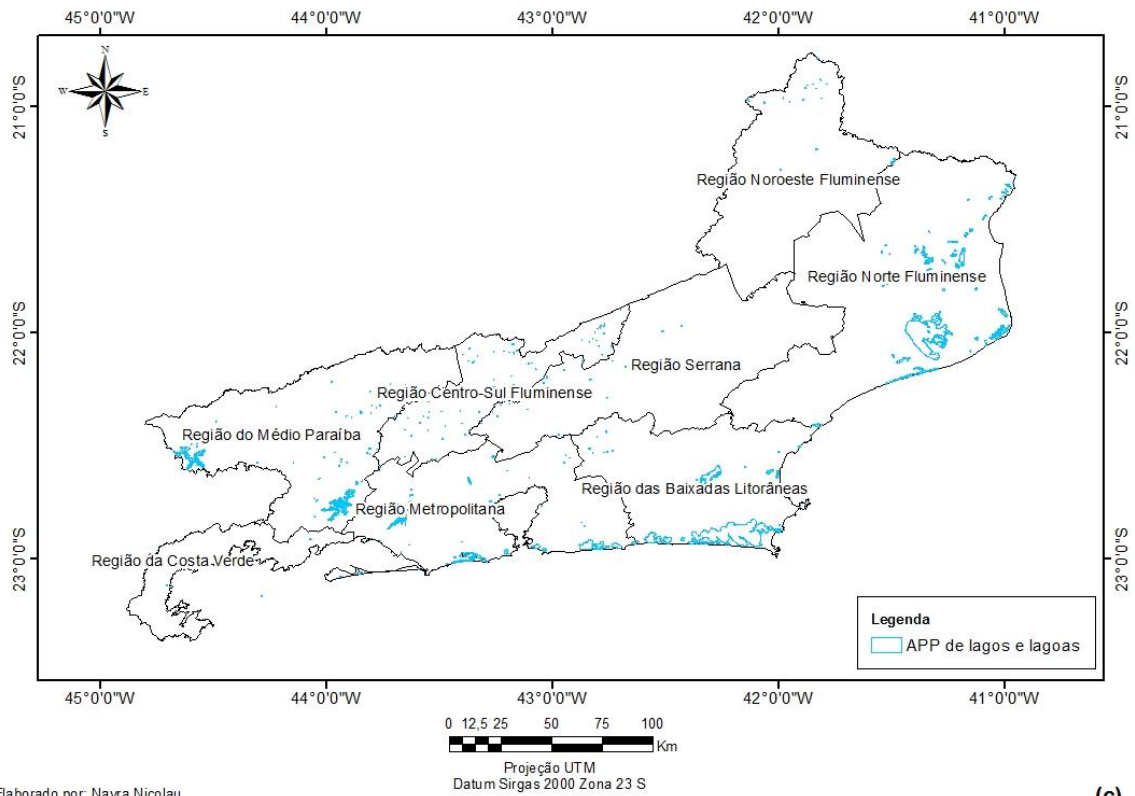 45°0'0"W 44°0'0"W 43°0'0"W 42°0'0"W 41°0'0"W
N
W E
S
21°0'0"S 21°0'0"S
Região Noroeste Fluminense
Região Norte Fluminense
22°0'0"S 22°0'0"S
Região Serrana
Região Centro-Sul Fluminense
Região do Médio Paraíba
Região das Baixadas Litorâneas
Região Metropolitana
23°0'0"S 23°0'0"S
Região da Costa Verde
Legenda
APP de lagos e lagoas
45°0'0"W 44°0'0"W 43°0'0"W 42°0'0"W 41°0'0"W
0 12,5 25 50 75 100
Km
Projeção UTM
Datum Sirgas 2000 Zona 23 S
Elaborado por: Nayra Nicolau
(c)